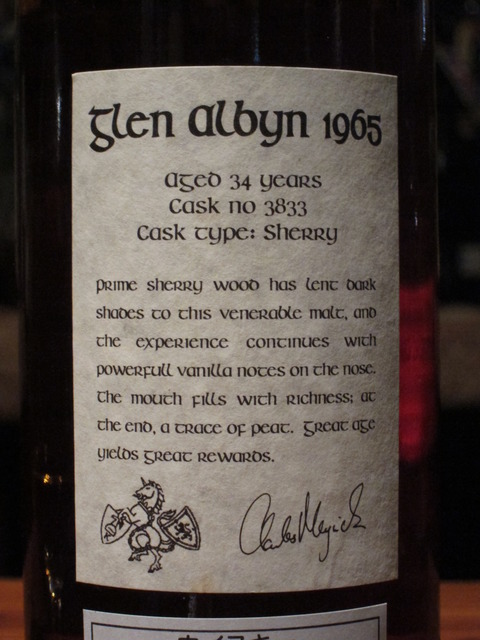 Glen Albyn 1965
Aged 34 years
Cask no 3833
Cask type: Sherry
Prime sherry wood has lent dark
shades to this venerable malt, and
the experience continues with
powerfull vanilla notes on the nose.
The mouth fills with richness; at
the end, a trace of peat. Great age
yields great rewards.